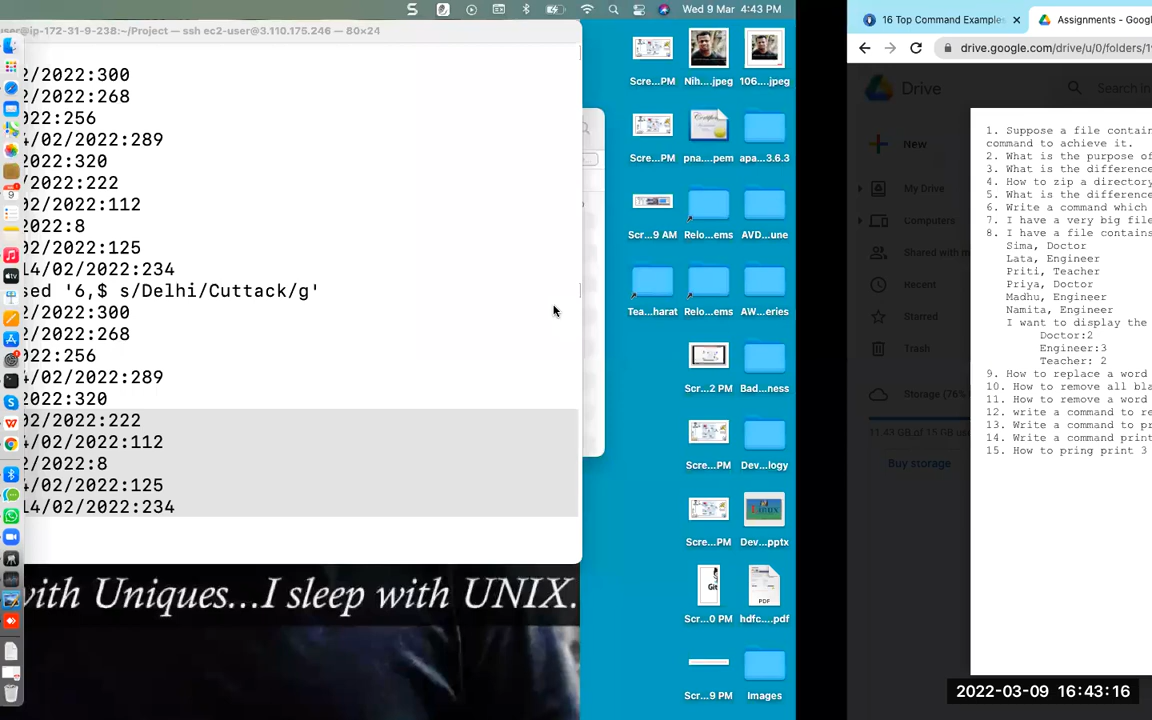 Wed 9 Mar 4:43 PM
user@ip-172-31-9-238:~/Project — ssh ec2-user@3.110.175.246 — 80×24
2/2022:300
2/2022:268
022:256
4/02/2022:289
2022:320
/2022:222
02/2022:112
2022:8
02/2022:125
14/02/2022:234
sed '6,$ s/Delhi/Cuttack/g'
2/2022:300
2/2022:268
022:256
4/02/2022:289
2022:320
02/2022:222
4/02/2022:112
2/2022:8
4/02/2022:125
14/02/2022:234
with Uniques...I sleep with UNIX.
Scre...PM
Nih....jpeg
106....jpeg
Scre...PM
pna....pem
apa...3.6.3
Scr...9 AM
Relo...ems
AVD...une
Tea...harat
Relo...ems
AW...eries
Scr...2 PM
Bad...ness
Scre...PM
Dev...logy
Scre...PM
Dev...pptx
Scr...0 PM
hdfc...pdf
Scr...9 PM
Images
Git
PDF
16 Top Command Examples
Assignments - Goog
drive.google.com/drive/u/0/folders/1
Drive
Search in
New
My Drive
Computers
Shared with m
Recent
Starred
Trash
Storage (76%
11.43 GB of 15 GB use
Buy storage
1. Suppose a file contain
command to achieve it.
2. What is the purpose of
3. What is the difference
4. How to zip a directory
5. What is the difference
6. Write a command which
7. I have a very big file
8. I have a file contains
Sima, Doctor
Lata, Engineer
Priti, Teacher
Priya, Doctor
Madhu, Engineer
Namita, Engineer
I want to display the
Doctor:2
Engineer:3
Teacher: 2
9. How to replace a word
10. How to remove all bla
11. How to remove a word
12. write a command to re
13. Write a command to pr
14. Write a command print
15. How to pring print 3
2022-03-09 16:43:16